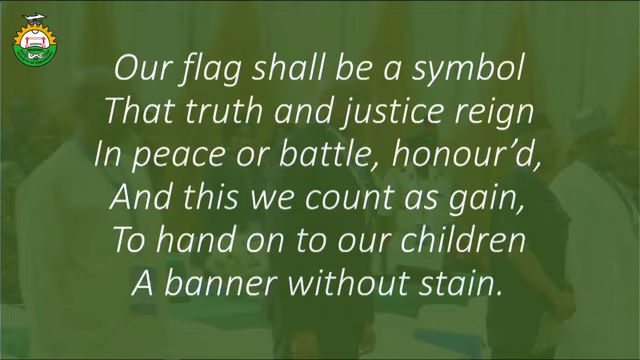 Our flag shall be a symbol
That truth and justice reign
In peace or battle, honour’d,
And this we count as gain,
To hand on to our children
A banner without stain.